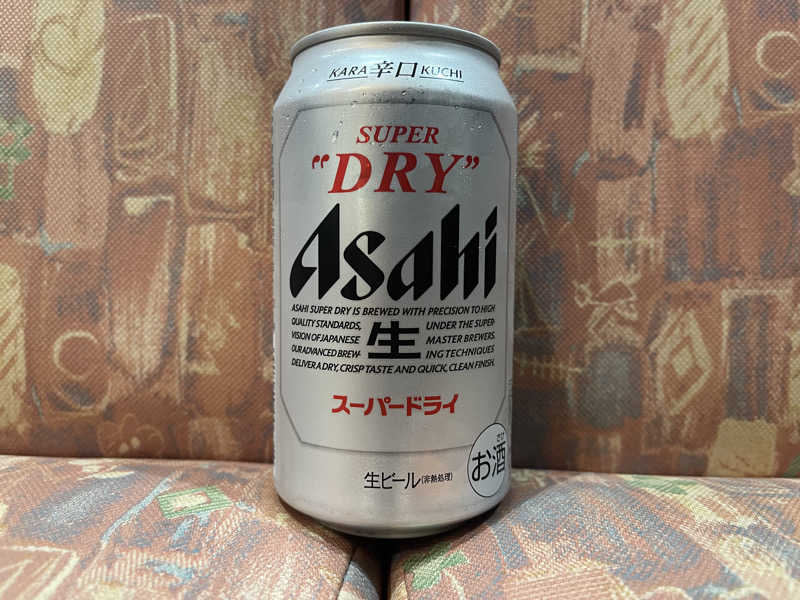 KARA 辛口 KUCHI
SUPER
"DRY"
Asahi
ASAHI SUPER DRY IS BREWED WITH PRECISION TO HIGH
QUALITY STANDARDS, UNDER THE SUPER-
VISION OF JAPANESE 生 MASTER BREWERS.
OUR ADVANCED BREW- ING TECHNIQUES
DELIVER A DRY, CRISP TASTE AND QUICK, CLEAN FINISH.
スーパードライ
さけ
お酒
生ビール(非熱処理)